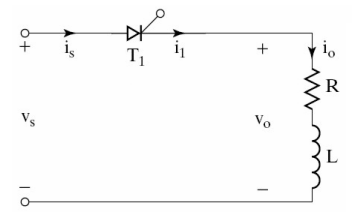 + i_s T_1 i_1 + i_o
R
v_s v_o
L
− −